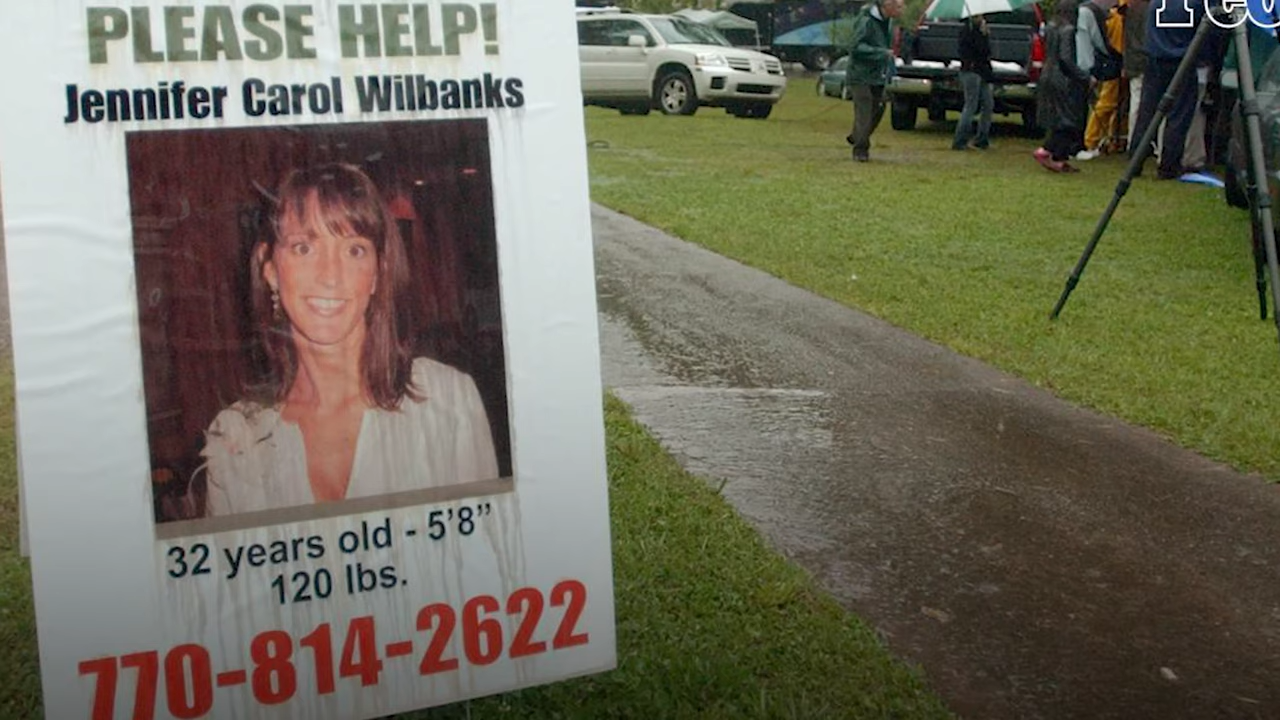 PLEASE HELP!
Jennifer Carol Wilbanks
32 years old - 5'8”
120 lbs.
770-814-2622